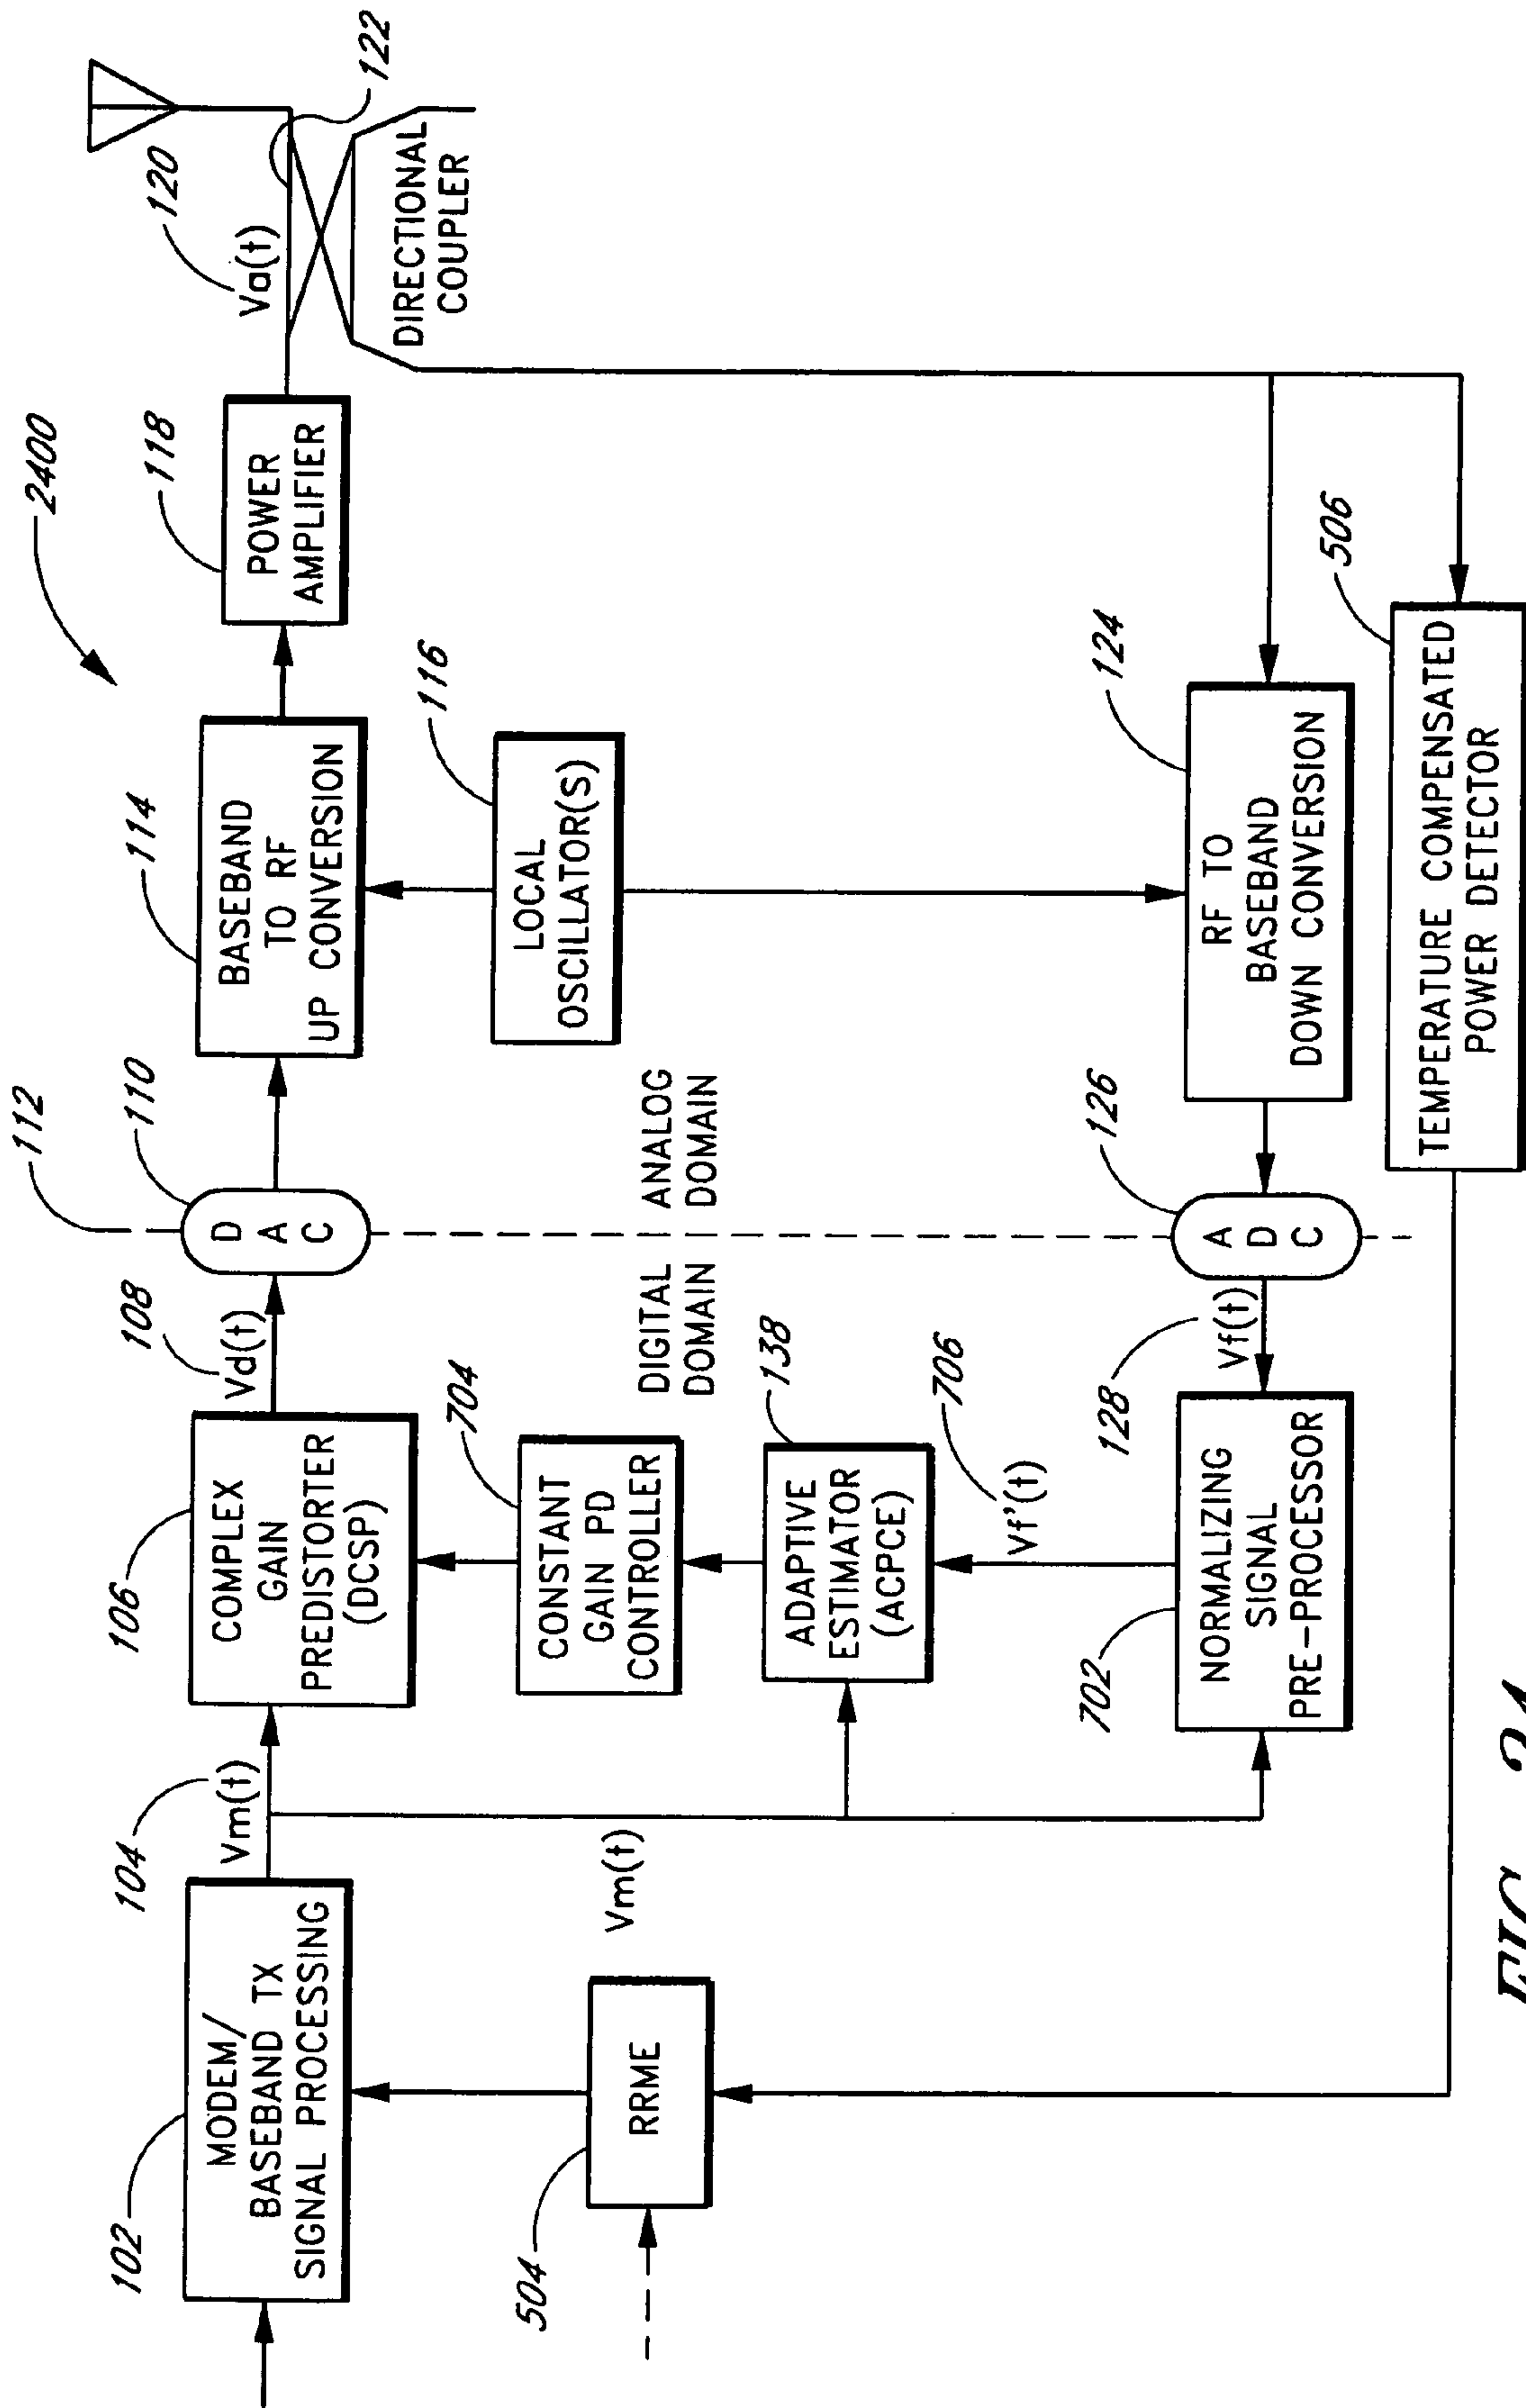 2400
102
MODEM/
BASEBAND TX
SIGNAL PROCESSING
104
Vm(t)
106
COMPLEX
GAIN
PREDISTORTER
(DCSP)
108
Vd(t)
112
110
D
A
C
114
BASEBAND
TO RF
UP CONVERSION
118
POWER
AMPLIFIER
120
Va(t)
122
DIRECTIONAL
COUPLER
116
LOCAL
OSCILLATOR(S)
704
CONSTANT
GAIN PD
CONTROLLER
DIGITAL
DOMAIN
ANALOG
DOMAIN
504
RRME
Vm(t)
138
ADAPTIVE
ESTIMATOR
(ACPCE)
706
Vf'(t)
702
NORMALIZING
SIGNAL
PRE-PROCESSOR
128
Vf(t)
126
A
D
C
124
RF TO
BASEBAND
DOWN CONVERSION
506
TEMPERATURE COMPENSATED
POWER DETECTOR
FIG. 24